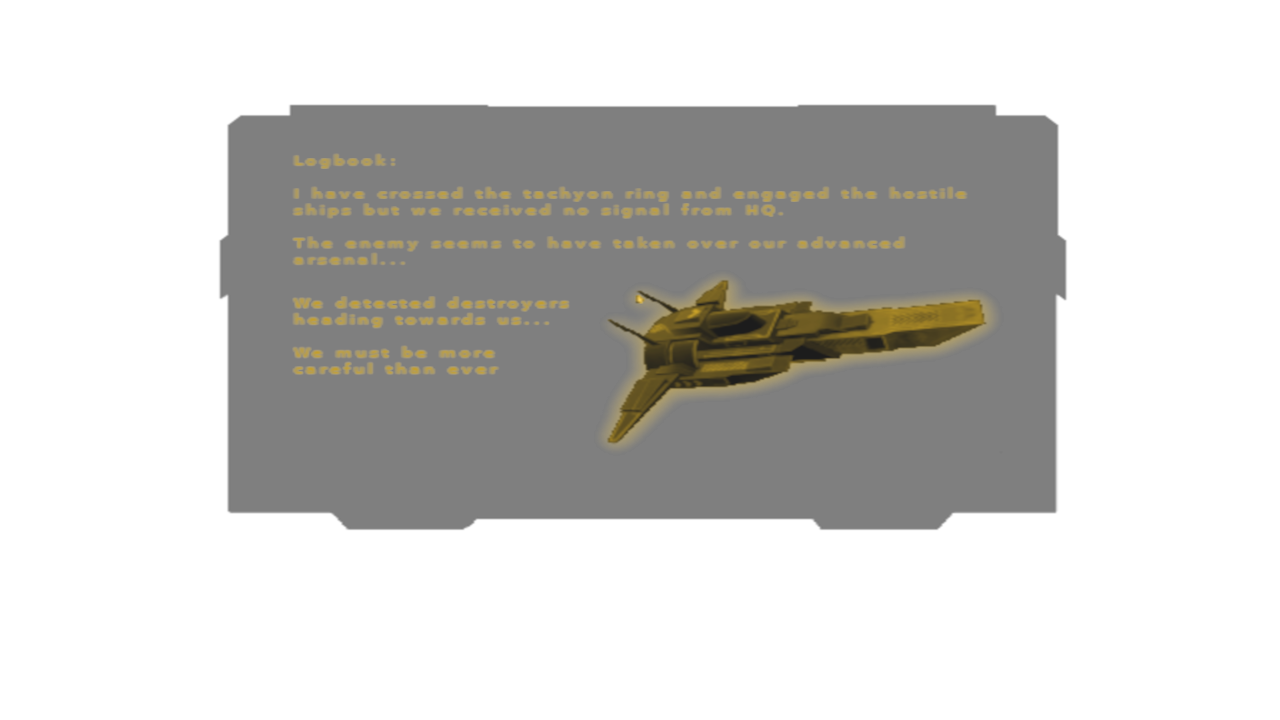 Logbook:
I have crossed the tachyon ring and engaged the hostile
ships but we received no signal from HQ.
The enemy seems to have taken over our advanced
arsenal...
We detected destroyers
heading towards us...
We must be more
careful than ever